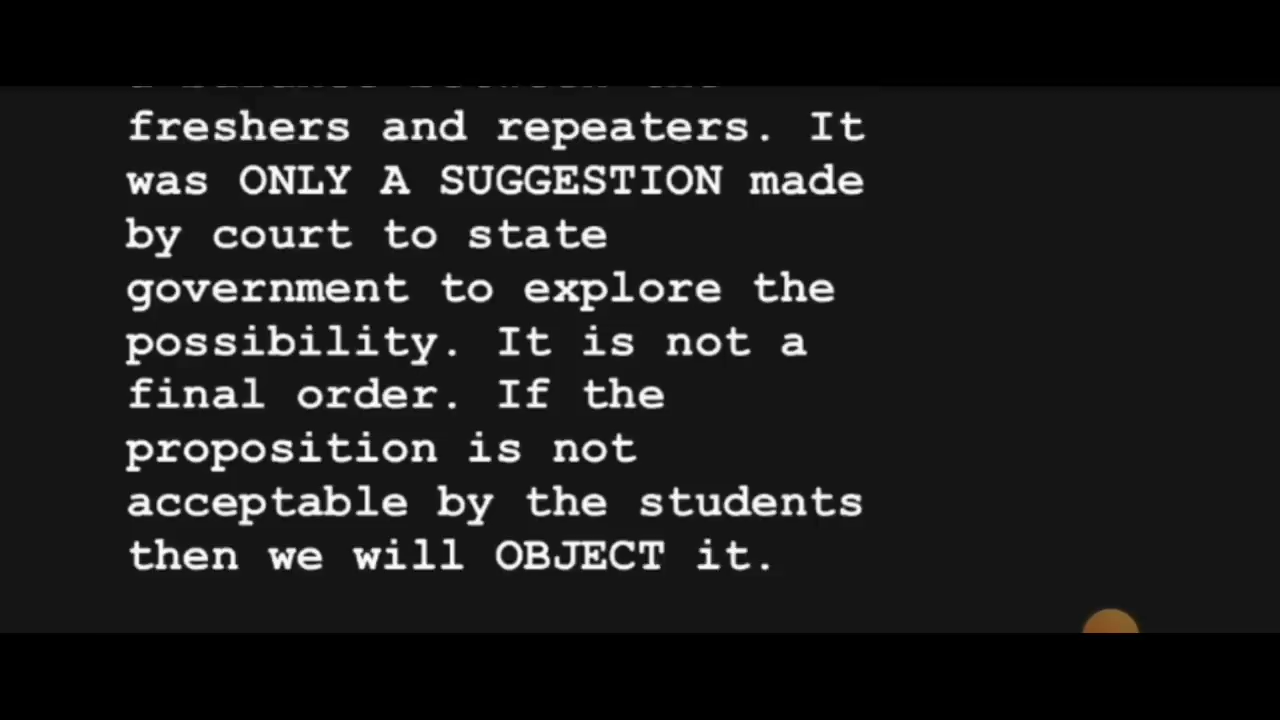 freshers and repeaters. It
was ONLY A SUGGESTION made
by court to state
government to explore the
possibility. It is not a
final order. If the
proposition is not
acceptable by the students
then we will OBJECT it.